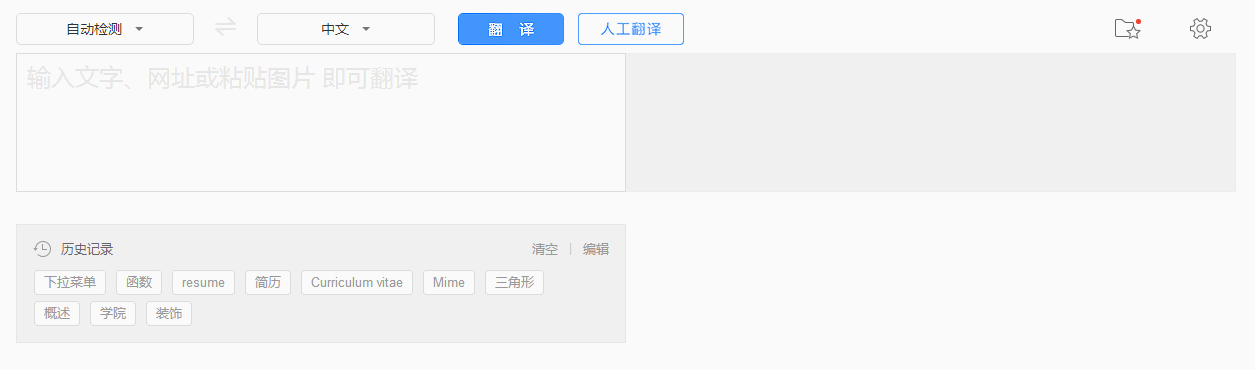 自动检测 中文 翻 译 人工翻译
输入文字、网址或粘贴图片 即可翻译
历史记录 清空 | 编辑
下拉菜单 函数 resume 简历 Curriculum vitae Mime 三角形
概述 学院 装饰